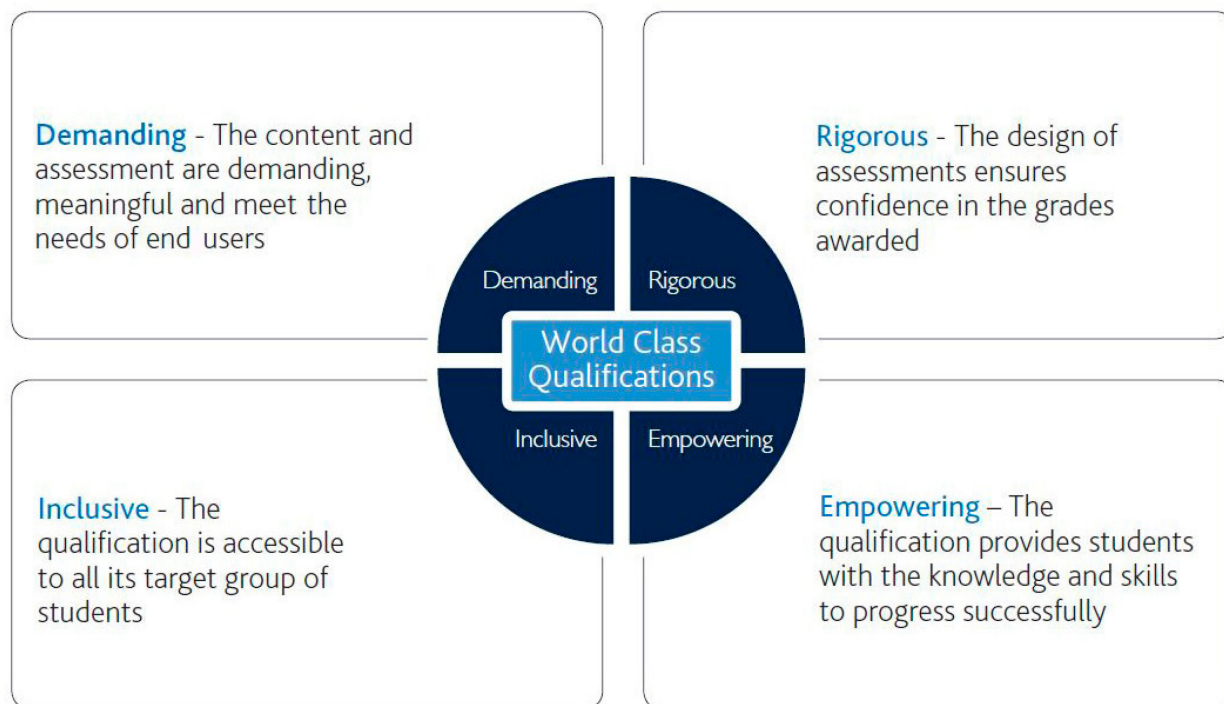 Demanding - The content and
assessment are demanding,
meaningful and meet the
needs of end users
Rigorous - The design of
assessments ensures
confidence in the grades
awarded
Demanding
Rigorous
World Class
Qualifications
Inclusive
Empowering
Inclusive - The
qualification is accessible
to all its target group of
students
Empowering – The
qualification provides students
with the knowledge and skills
to progress successfully